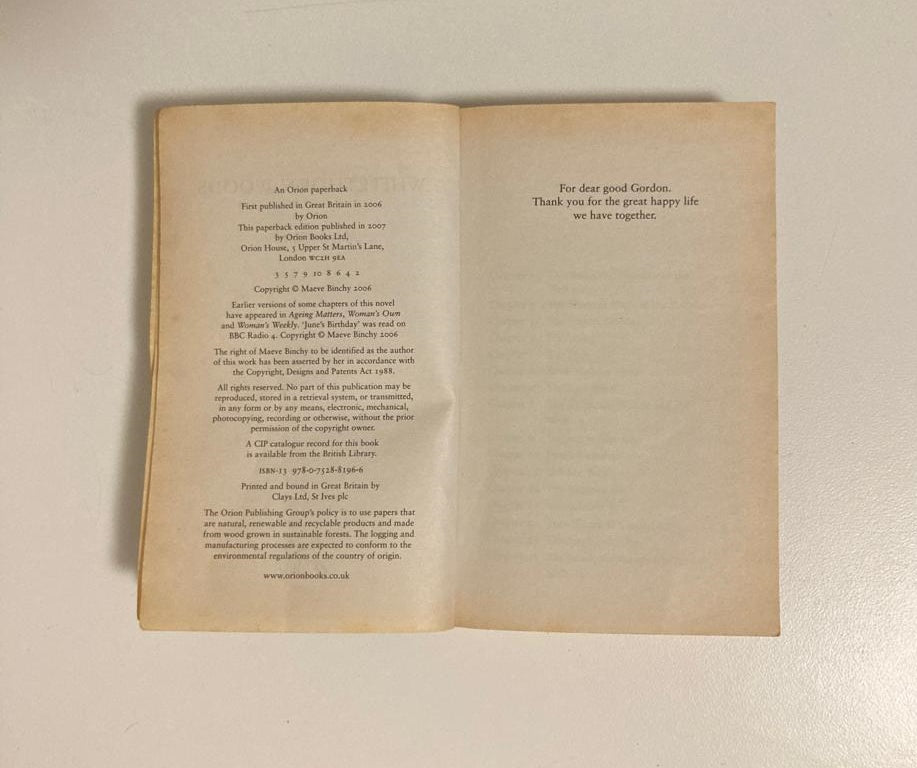 An Orion paperback
First published in Great Britain in 2006
by Orion
This paperback edition published in 2007
by Orion Books Ltd,
Orion House, 5 Upper St Martin's Lane,
London WC2H 9EA
3 5 7 9 10 8 6 4 2
Copyright © Maeve Binchy 2006
Earlier versions of some chapters of this novel
have appeared in Ageing Matters, Woman's Own
and Woman's Weekly. 'June's Birthday' was read on
BBC Radio 4. Copyright © Maeve Binchy 2006
The right of Maeve Binchy to be identified as the author
of this work has been asserted by her in accordance with
the Copyright, Designs and Patents Act 1988.
All rights reserved. No part of this publication may be
reproduced, stored in a retrieval system, or transmitted,
in any form or by any means, electronic, mechanical,
photocopying, recording or otherwise, without the prior
permission of the copyright owner.
A CIP catalogue record for this book
is available from the British Library.
ISBN-13 978-0-7528-8196-6
Printed and bound in Great Britain by
Clays Ltd, St Ives plc
The Orion Publishing Group's policy is to use papers that
are natural, renewable and recyclable products and made
from wood grown in sustainable forests. The logging and
manufacturing processes are expected to conform to the
environmental regulations of the country of origin.
www.orionbooks.co.uk
For dear good Gordon.
Thank you for the great happy life
we have together.